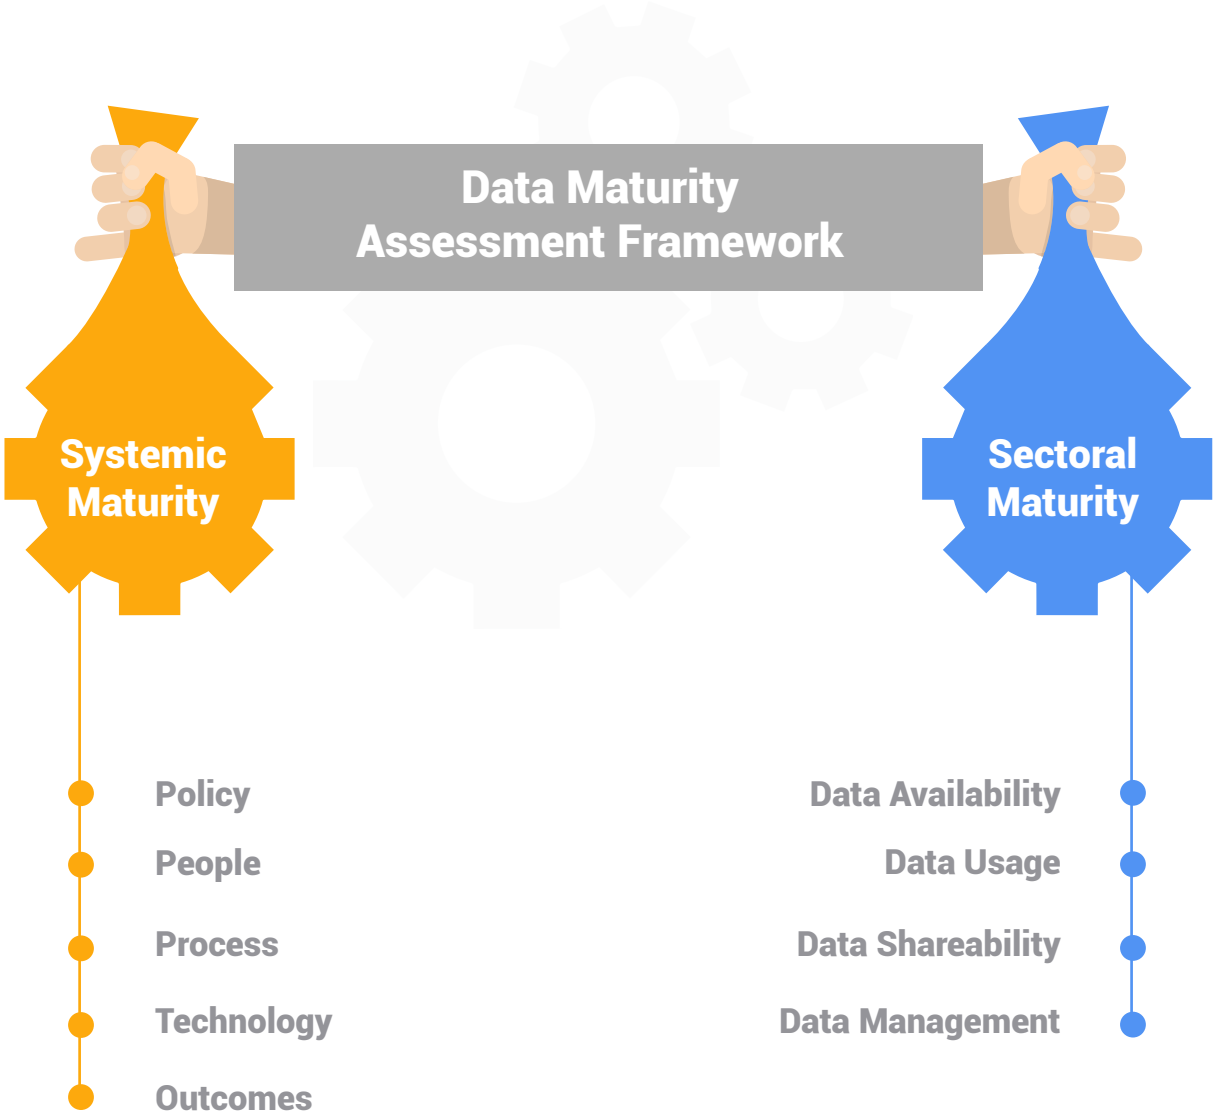 Data Maturity
Assessment Framework
Systemic
Maturity
Sectoral
Maturity
Policy
People
Process
Technology
Outcomes
Data Availability
Data Usage
Data Shareability
Data Management